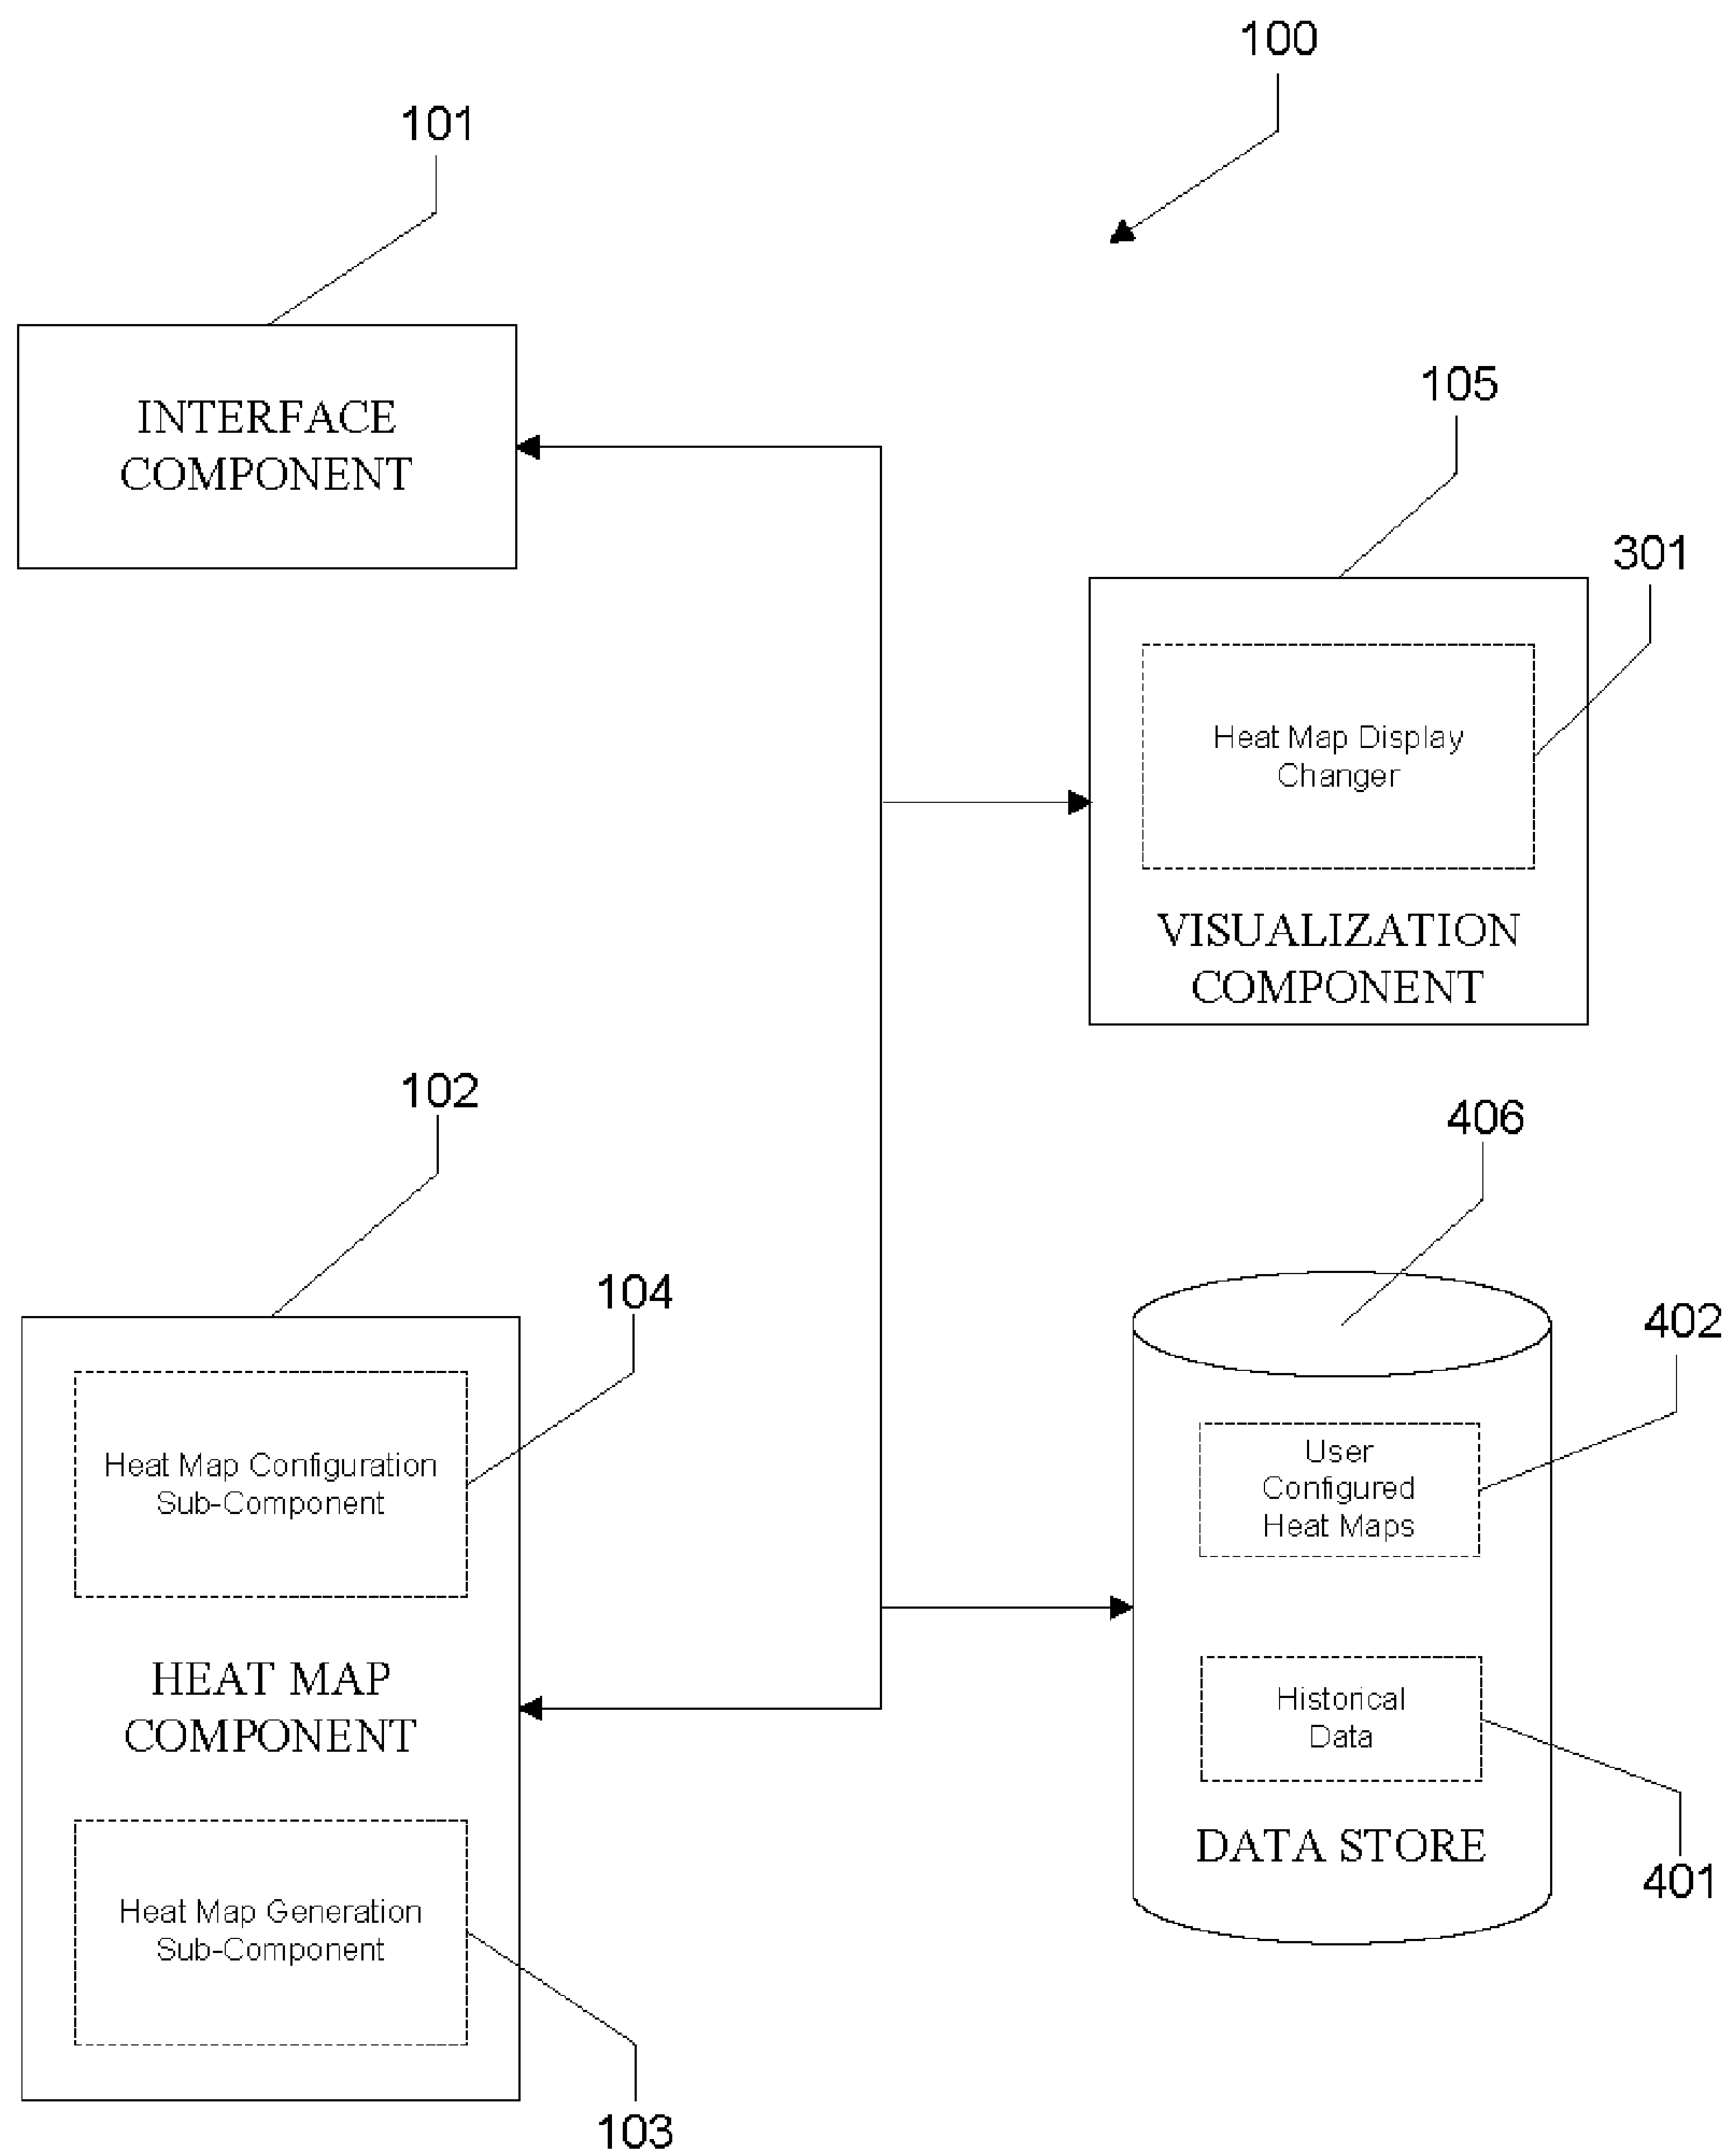 100
101
INTERFACE
COMPONENT
105
301
Heat Map Display
Changer
VISUALIZATION
COMPONENT
102
104
Heat Map Configuration
Sub-Component
HEAT MAP
COMPONENT
Heat Map Generation
Sub-Component
103
406
402
User
Configured
Heat Maps
Historical
Data
DATA STORE
401